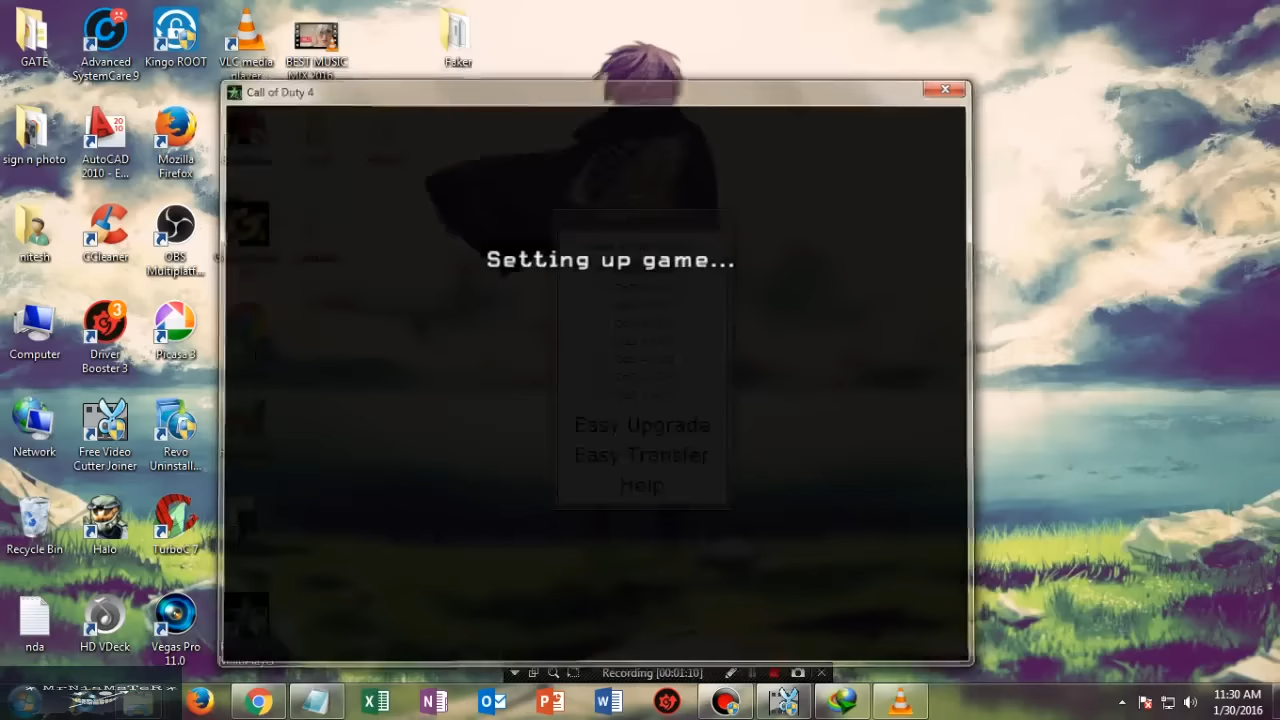 GATE
Advanced
SystemCare 9
Kingo ROOT
VLC media
player
BEST MUSIC
MIX 2016
Faker
Call of Duty 4
sign n photo
AutoCAD
2010 - E...
Mozilla
Firefox
nitesh
CCleaner
OBS
Multiplatf...
Setting up game...
Computer
Driver
Booster 3
Picasa 3
Easy Upgrade
Easy Transfer
Help
Network
Free Video
Cutter Joiner
Revo
Uninstall...
Recycle Bin
Halo
TurboC 7
nda
HD VDeck
Vegas Pro
11.0
Recording [00:01:10]
11:30 AM
1/30/2016